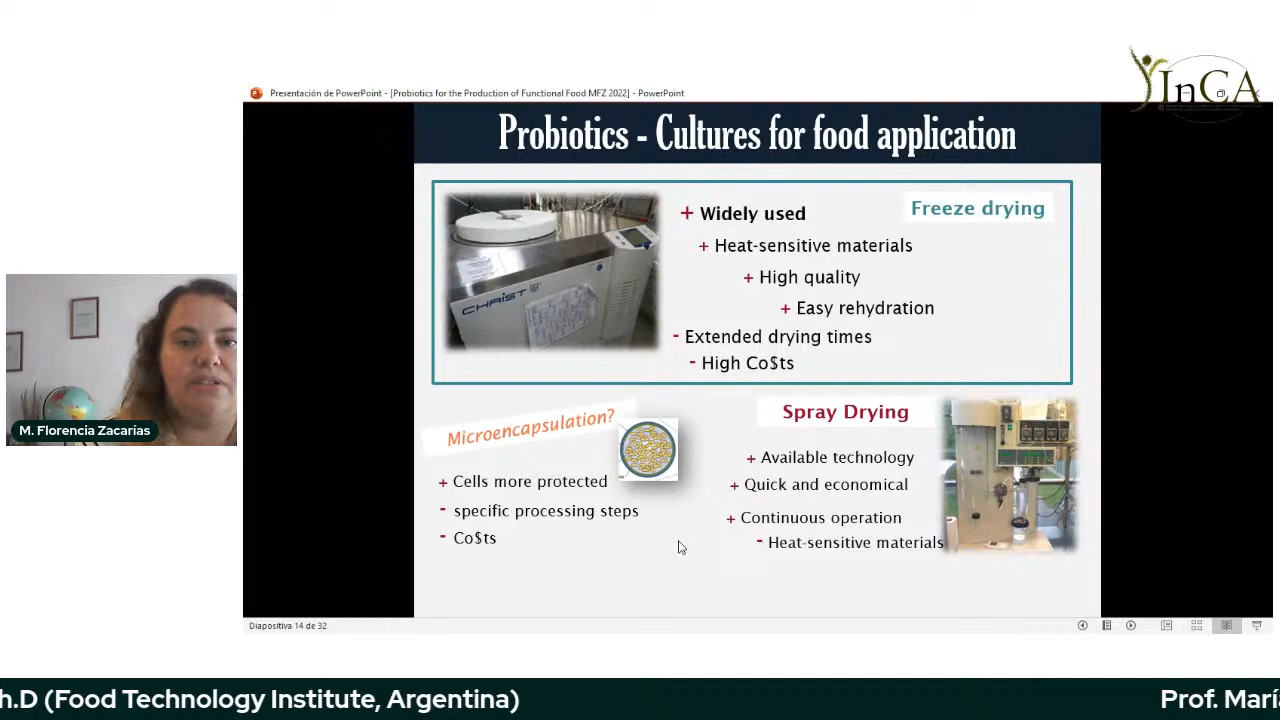 InCA
Presentación de PowerPoint - [Probiotics for the Production of Functional Food MFZ 2022] - PowerPoint
Probiotics - Cultures for food application
Freeze drying
+ Widely used
+ Heat-sensitive materials
+ High quality
+ Easy rehydration
- Extended drying times
- High Co$ts
CHRIST
M. Florencia Zacarías
Microencapsulation?
+ Cells more protected
- specific processing steps
- Co$ts
Spray Drying
+ Available technology
+ Quick and economical
+ Continuous operation
- Heat-sensitive materials
Diapositiva 14 de 32
h.D (Food Technology Institute, Argentina)
Prof. María